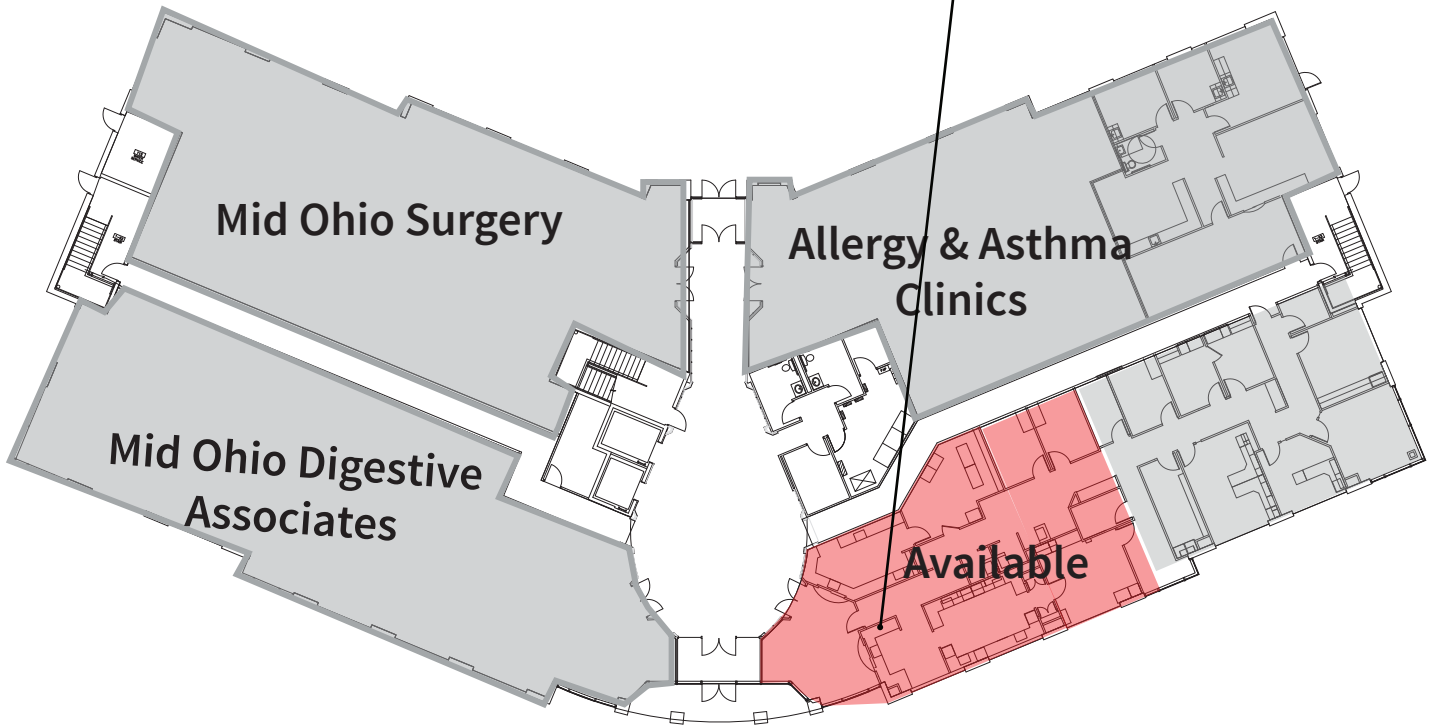 Mid Ohio Surgery
Allergy & Asthma
Clinics
Mid Ohio Digestive
Associates
Available